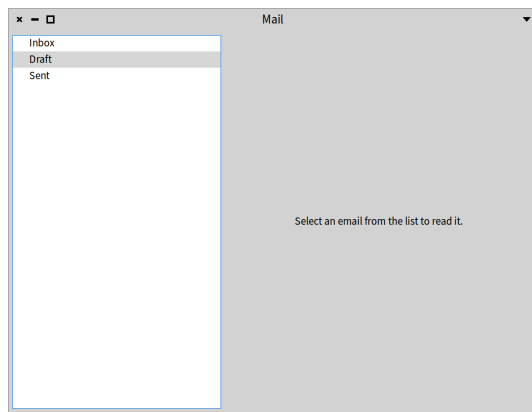 Mail
Inbox
Draft
Sent
Select an email from the list to read it.